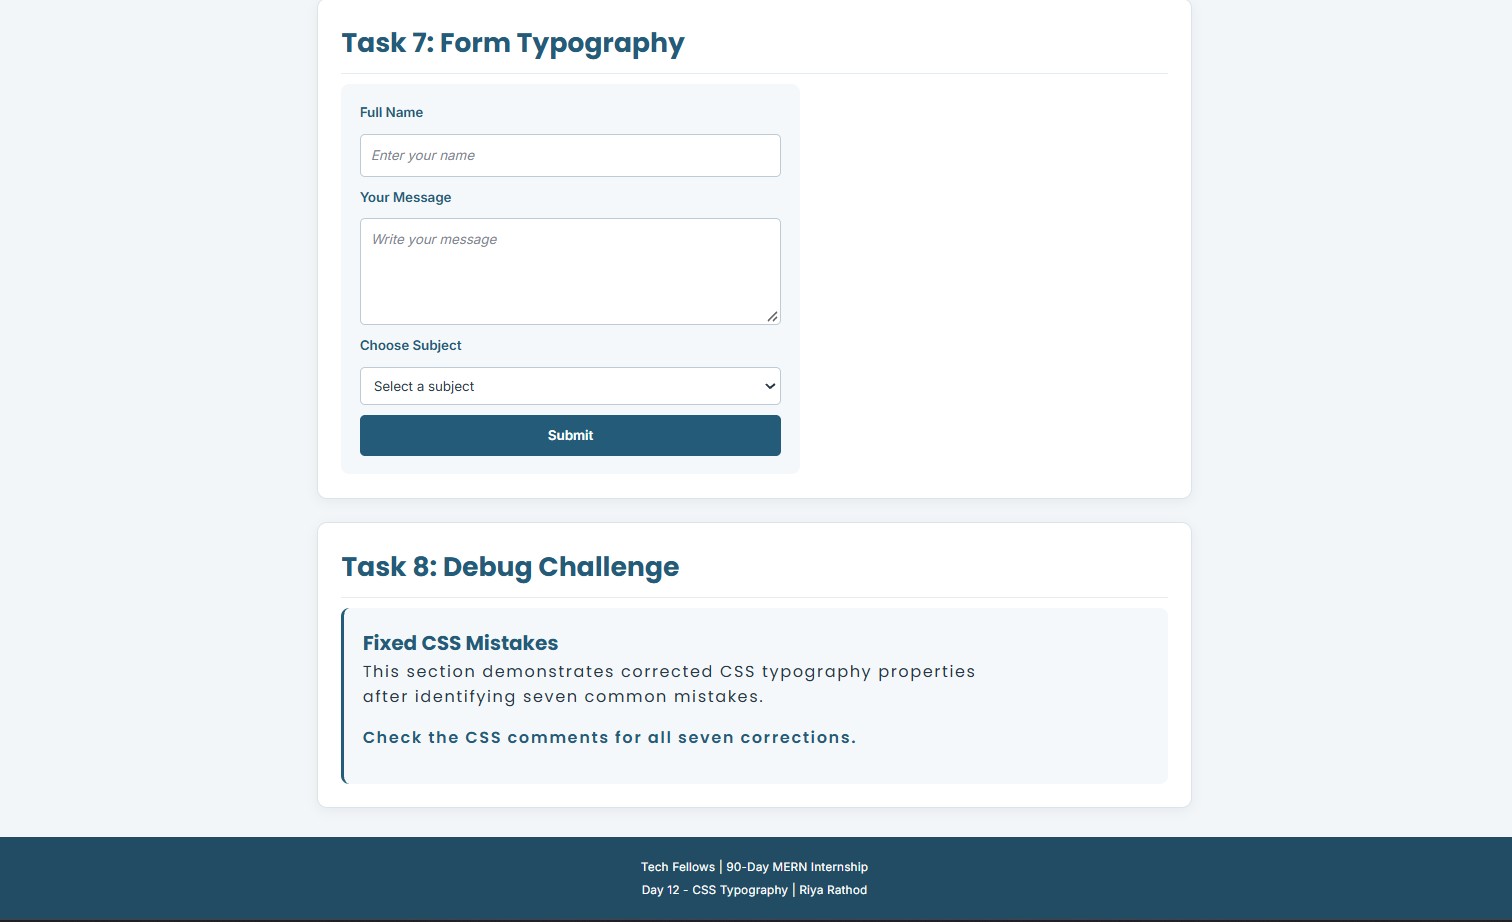 Task 7: Form Typography
Full Name
Enter your name
Your Message
Write your message
Choose Subject
Select a subject
Submit
Task 8: Debug Challenge
Fixed CSS Mistakes
This section demonstrates corrected CSS typography properties
after identifying seven common mistakes.
Check the CSS comments for all seven corrections.
Tech Fellows | 90-Day MERN Internship
Day 12 - CSS Typography | Riya Rathod